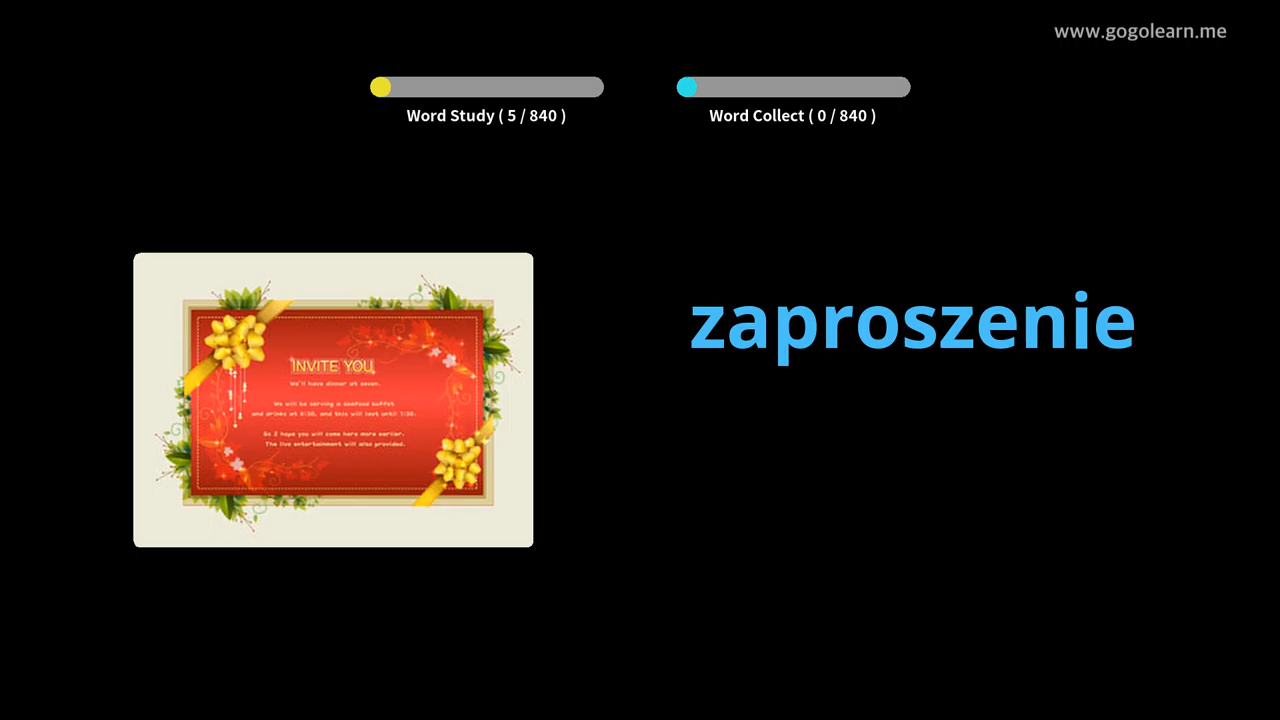 www.gogolearn.me
Word Study ( 5 / 840 )
Word Collect ( 0 / 840 )
zaproszenie
INVITE YOU
We'll have dinner at seven.
We will be serving a seafood buffet
and drinks at 6:30, and this will last until 7:30.
So I hope you will come here more earlier.
The live entertainment will also provided.